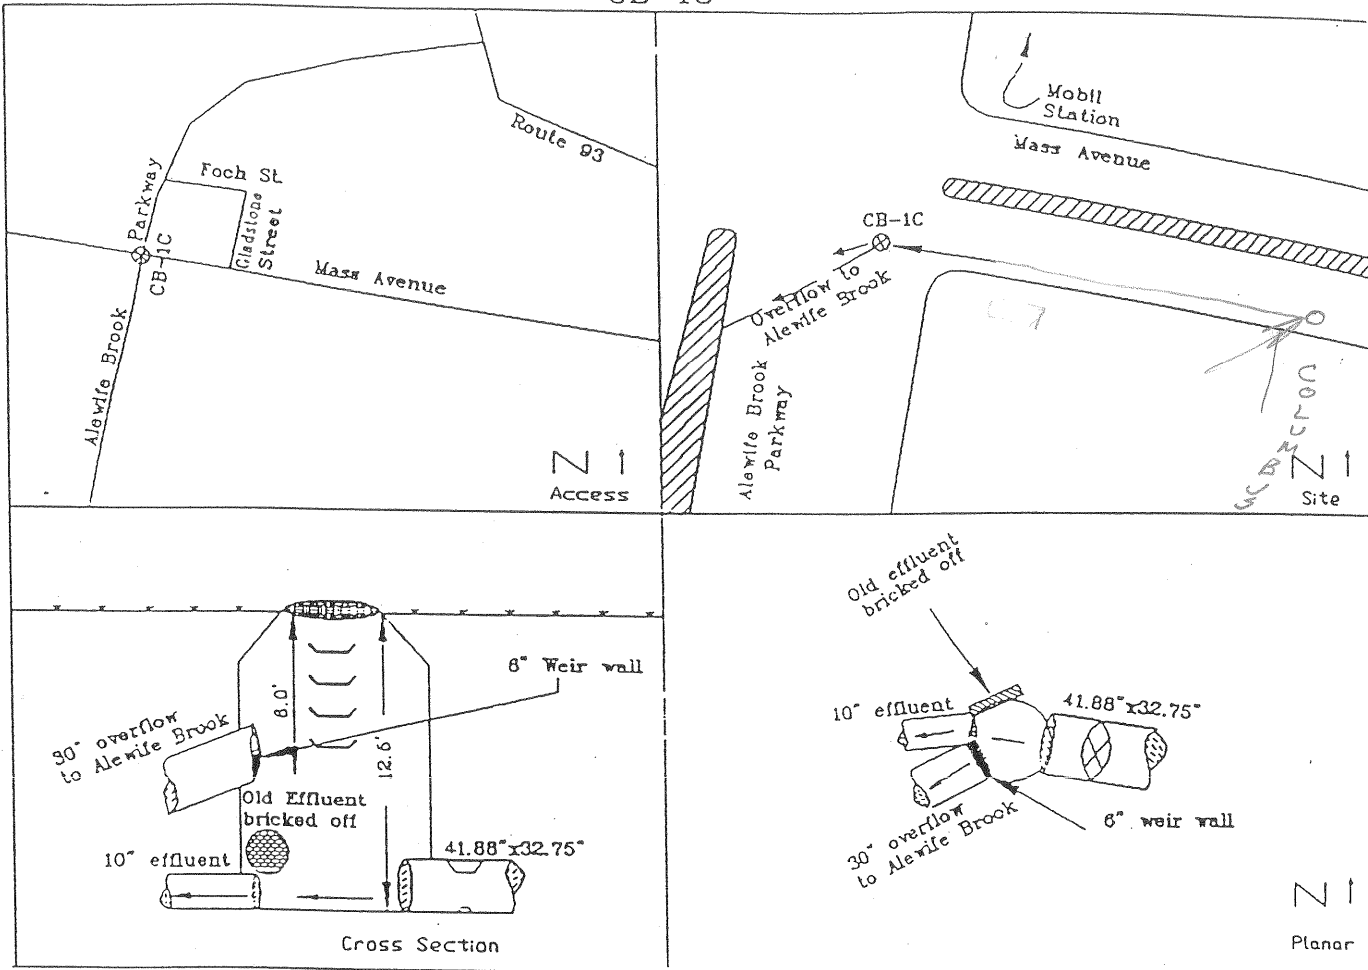 Route 93
Foch St.
Parkway
Gladstone
Street
CB-1C
Mass Avenue
Alewife Brook
N
Access
Mobil
Station
Mass Avenue
CB-1C
Overflow to
Alewife Brook
Alewife Brook
Parkway
COLUMBUS
N
Site
6" Weir wall
8.0'
12.6'
30" overflow
to Alewife Brook
Old Effluent
bricked off
10" effluent
41.88"x32.75"
Cross Section
Old effluent
bricked off
10" effluent
41.88"x32.75"
6" weir wall
30" overflow
to Alewife Brook
N
Planar